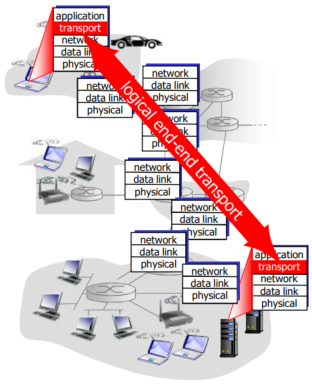 application
transport
network
data link
physical
network
data link
physical
network
data link
physical
network
data link
physical
logical end-end transport
network
data link
physical
network
data link
physical
network
data link
physical
network
data link
physical
application
transport
network
data link
physical